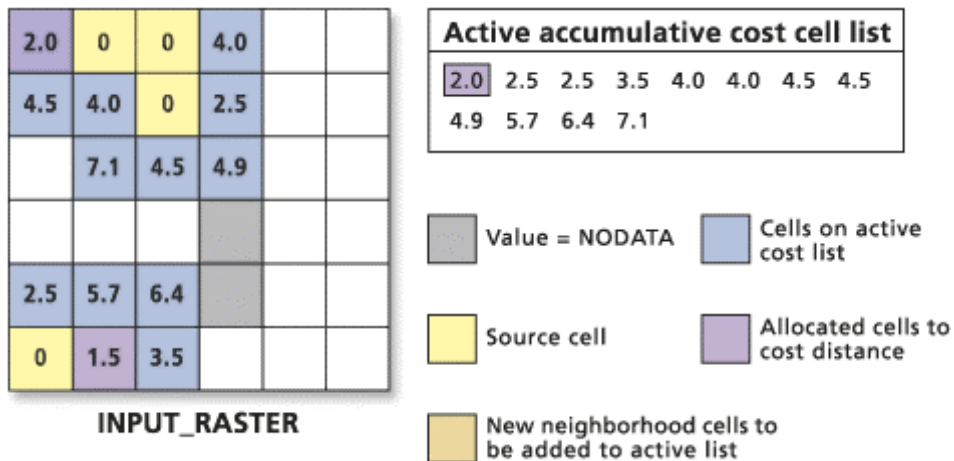 2.0 0 0 4.0
4.5 4.0 0 2.5
7.1 4.5 4.9
2.5 5.7 6.4
0 1.5 3.5
INPUT_RASTER
Active accumulative cost cell list
2.0 2.5 2.5 3.5 4.0 4.0 4.5 4.5
4.9 5.7 6.4 7.1
Value = NODATA
Cells on active
cost list
Source cell
Allocated cells to
cost distance
New neighborhood cells to
be added to active list